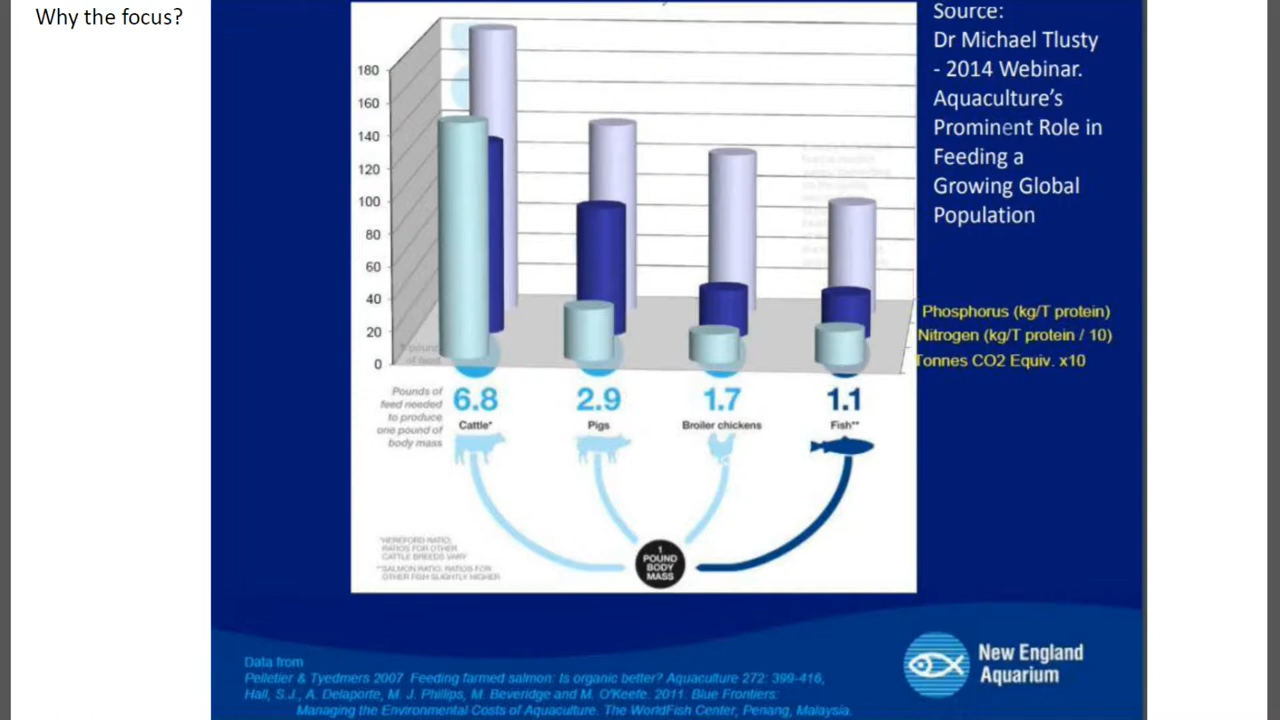 Why the focus?
Source:
Dr Michael Tlusty
- 2014 Webinar.
Aquaculture's
Prominent Role in
Feeding a
Growing Global
Population
180
160
140
120
100
80
60
40
20
0
Phosphorus (kg/T protein)
Nitrogen (kg/T protein / 10)
Tonnes CO2 Equiv. x10
Pounds of
feed needed
to produce
one pound of
body mass
6.8
Cattle*
2.9
Pigs
1.7
Broiler chickens
1.1
Fish**
1
POUND
BODY
MASS
*HEREFORD RATIO;
RATIOS FOR OTHER
CATTLE BREEDS VARY
**SALMON RATIO; RATIOS FOR
OTHER FISH SLIGHTLY HIGHER
New England
Aquarium
Data from
Pelletier & Tyedmers 2007 Feeding farmed salmon: Is organic better? Aquaculture 272: 399-416,
Hall, S.J., A. Delaporte, M. J. Phillips, M. Beveridge and M. O'Keefe. 2011. Blue Frontiers:
Managing the Environmental Costs of Aquaculture. The WorldFish Center, Penang, Malaysia.